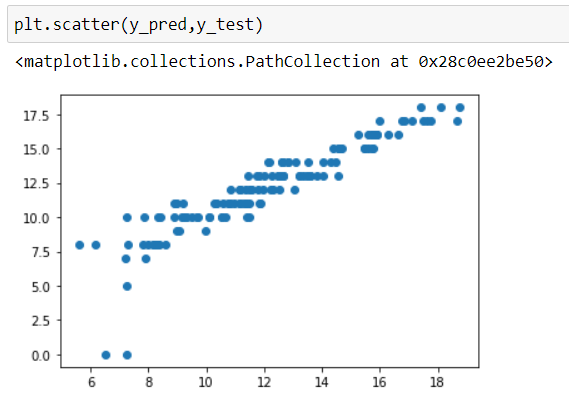 plt.scatter(y_pred,y_test)
<matplotlib.collections.PathCollection at 0x28c0ee2be50>
17.5
15.0
12.5
10.0
7.5
5.0
2.5
0.0
6 8 10 12 14 16 18